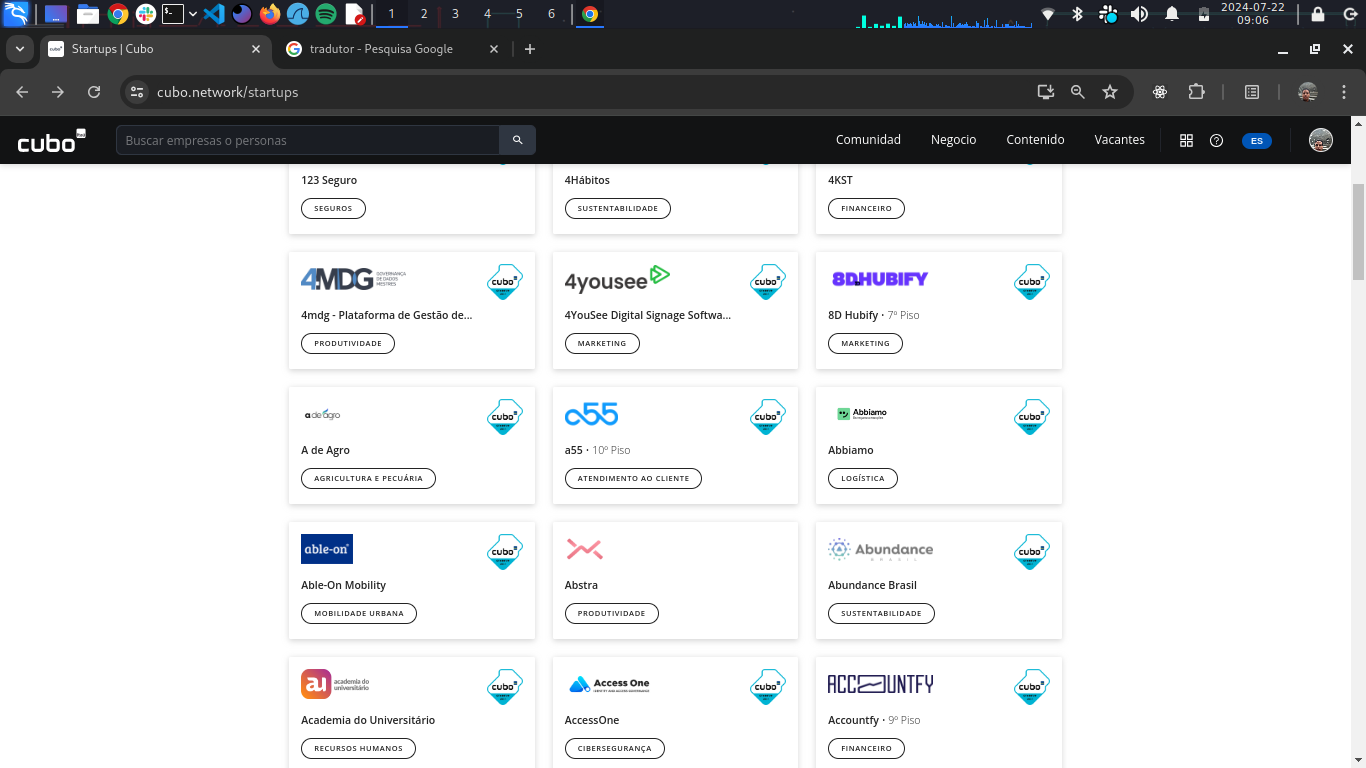 1 2 3 4 5 6
2024-07-22
09:06
Startups | Cubo
tradutor - Pesquisa Google
cubo.network/startups
cubo
Buscar empresas o personas
Comunidad Negocio Contenido Vacantes ES
123 Seguro
SEGUROS
4Hábitos
SUSTENTABILIDADE
4KST
FINANCEIRO
4MDG GOVERNANÇA DE DADOS MESTRES
cubo
4mdg - Plataforma de Gestão de...
PRODUTIVIDADE
4yousee
cubo
4YouSee Digital Signage Softwa...
MARKETING
8D HUBIFY
cubo
8D Hubify • 7º Piso
MARKETING
a de agro
cubo
A de Agro
AGRICULTURA E PECUÁRIA
a55
cubo
a55 • 10º Piso
ATENDIMENTO AO CLIENTE
Abbiamo
cubo
Abbiamo
LOGÍSTICA
able-on
cubo
Able-On Mobility
MOBILIDADE URBANA
Abstra
PRODUTIVIDADE
Abundance
BRASIL
cubo
Abundance Brasil
SUSTENTABILIDADE
au academia do universitário
cubo
Academia do Universitário
RECURSOS HUMANOS
Access One
IDENTITY AND ACCESS GOVERNANCE
cubo
AccessOne
CIBERSEGURANÇA
ACCOUNTFY
cubo
Accountfy • 9º Piso
FINANCEIRO